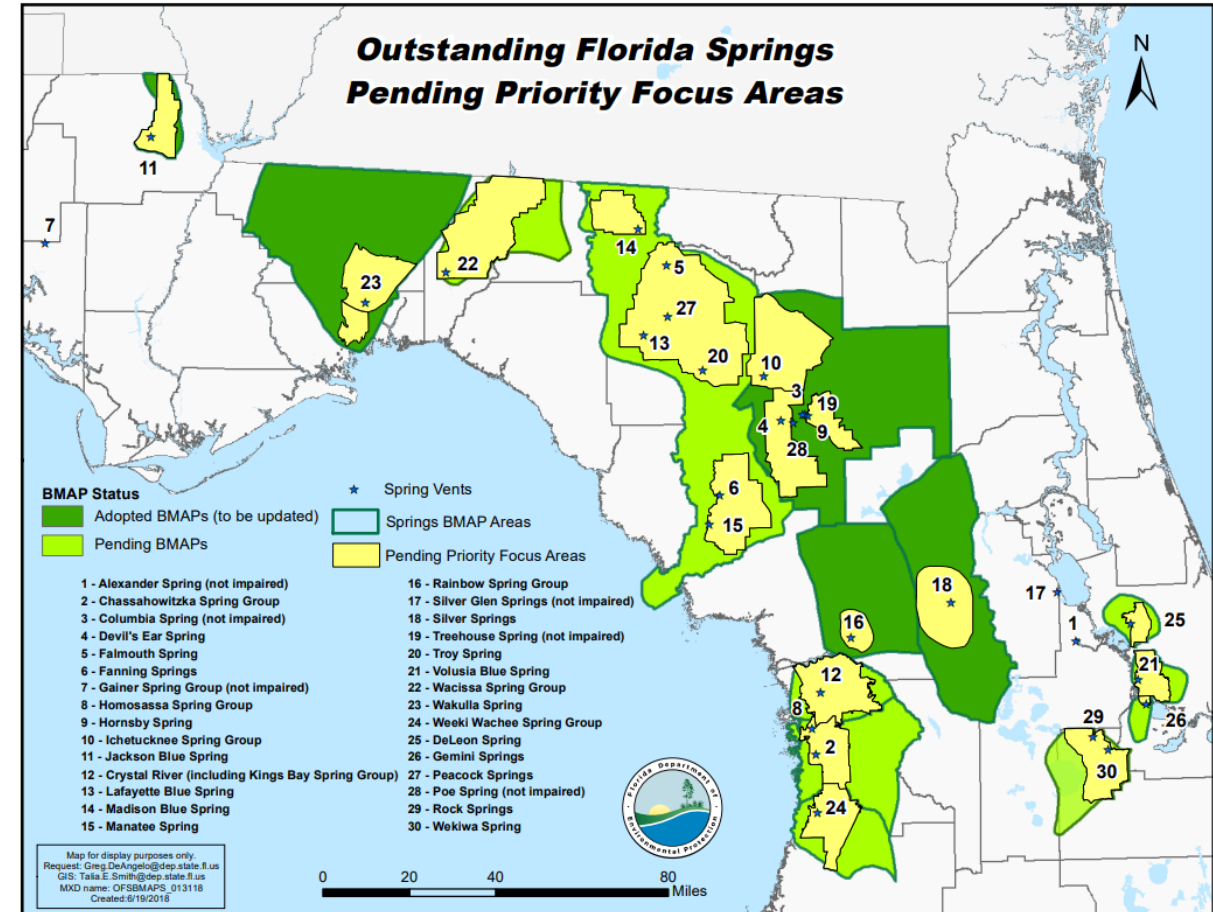 Outstanding Florida Springs
Pending Priority Focus Areas
N
11
7
23
22
14
5
27
13
20
10
3
19
4
9
28
6
15
18
17
16
1
25
21
26
12
8
2
29
30
24
BMAP Status
Adopted BMAPs (to be updated)
Pending BMAPs
Spring Vents
Springs BMAP Areas
Pending Priority Focus Areas
1 - Alexander Spring (not impaired)
2 - Chassahowitzka Spring Group
3 - Columbia Spring (not impaired)
4 - Devil's Ear Spring
5 - Falmouth Spring
6 - Fanning Springs
7 - Gainer Spring Group (not impaired)
8 - Homosassa Spring Group
9 - Hornsby Spring
10 - Ichetucknee Spring Group
11 - Jackson Blue Spring
12 - Crystal River (including Kings Bay Spring Group)
13 - Lafayette Blue Spring
14 - Madison Blue Spring
15 - Manatee Spring
16 - Rainbow Spring Group
17 - Silver Glen Springs (not impaired)
18 - Silver Springs
19 - Treehouse Spring (not impaired)
20 - Troy Spring
21 - Volusia Blue Spring
22 - Wacissa Spring Group
23 - Wakulla Spring
24 - Weeki Wachee Spring Group
25 - DeLeon Spring
26 - Gemini Springs
27 - Peacock Springs
28 - Poe Spring (not impaired)
29 - Rock Springs
30 - Wekiwa Spring
Florida Department of
Environmental Protection
Map for display purposes only.
Request: Greg.DeAngelo@dep.state.fl.us
GIS: Talia.E.Smith@dep.state.fl.us
MXD name: OFSBMAPS_013118
Created:6/19/2018
0 20 40 80
Miles